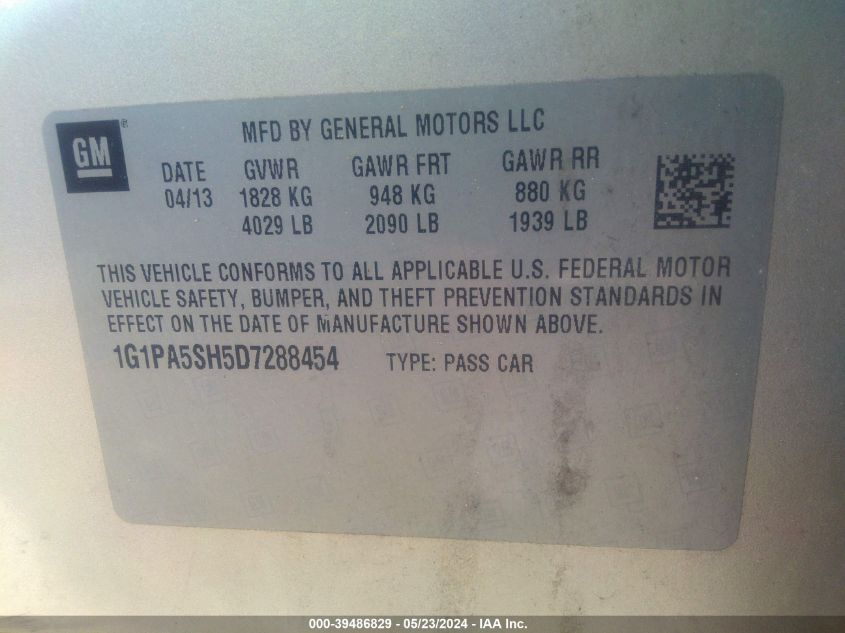 GM®
MFD BY GENERAL MOTORS LLC
DATE GVWR GAWR FRT GAWR RR
04/13 1828 KG 948 KG 880 KG
4029 LB 2090 LB 1939 LB
THIS VEHICLE CONFORMS TO ALL APPLICABLE U.S. FEDERAL MOTOR
VEHICLE SAFETY, BUMPER, AND THEFT PREVENTION STANDARDS IN
EFFECT ON THE DATE OF MANUFACTURE SHOWN ABOVE.
1G1PA5SH5D7288454 TYPE: PASS CAR
000-39486829 - 05/23/2024 - IAA Inc.